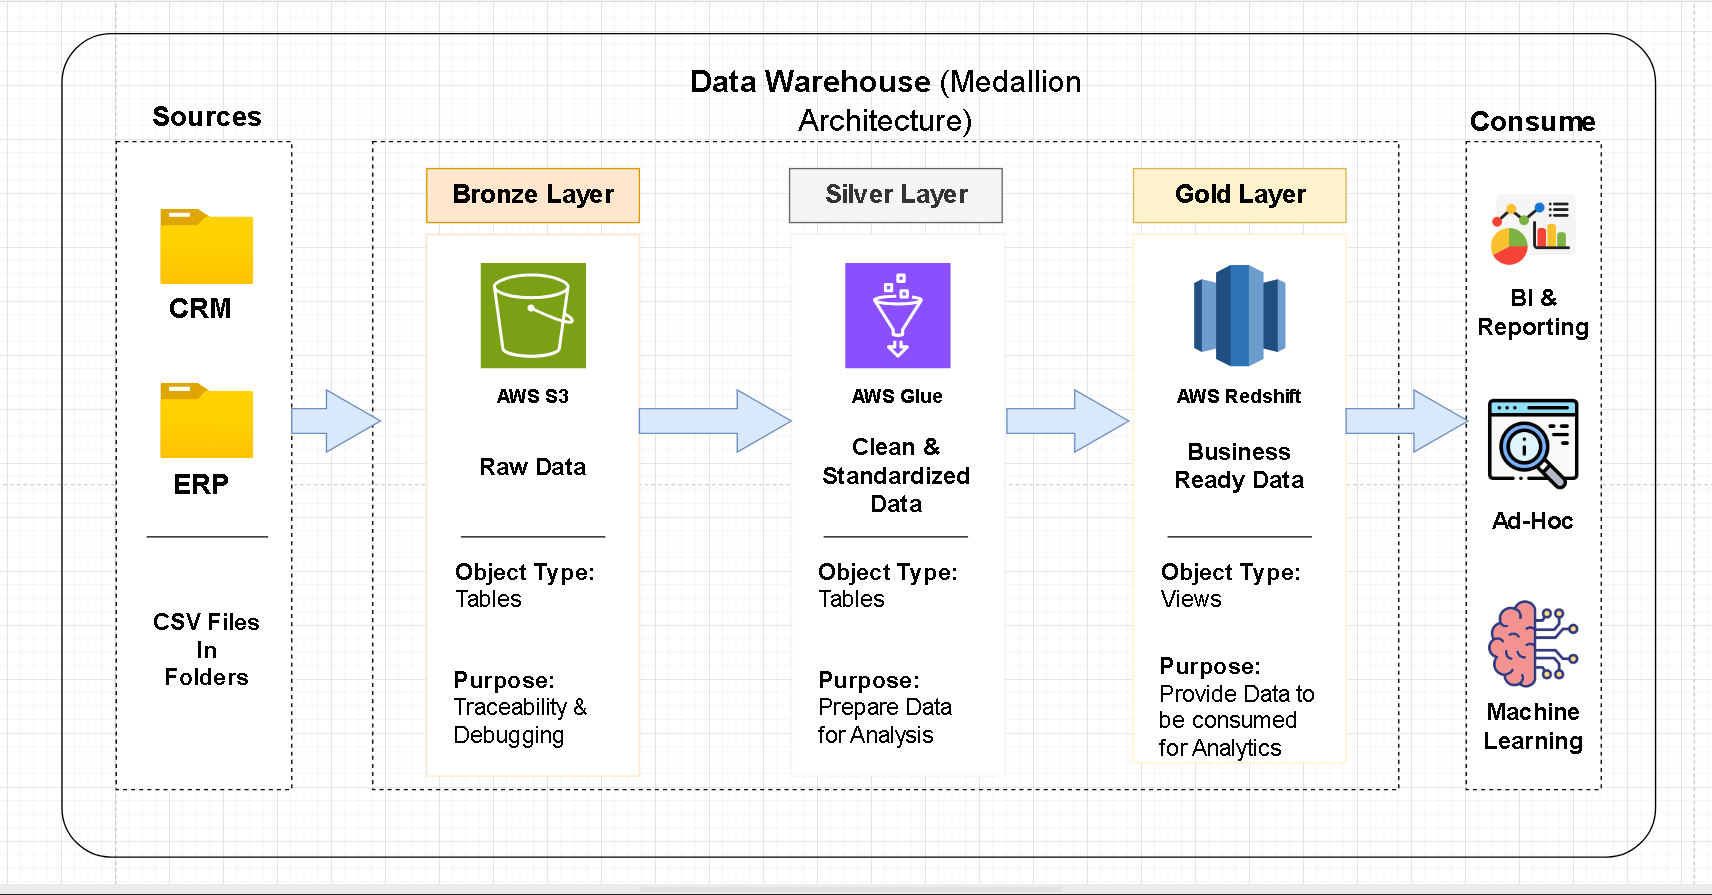 Data Warehouse (Medallion
Architecture)
Sources
CRM
ERP
CSV Files
In
Folders
Bronze Layer
AWS S3
Raw Data
Object Type:
Tables
Purpose:
Traceability &
Debugging
Silver Layer
AWS Glue
Clean &
Standardized
Data
Object Type:
Tables
Purpose:
Prepare Data
for Analysis
Gold Layer
AWS Redshift
Business
Ready Data
Object Type:
Views
Purpose:
Provide Data to
be consumed
for Analytics
Consume
BI &
Reporting
Ad-Hoc
Machine
Learning